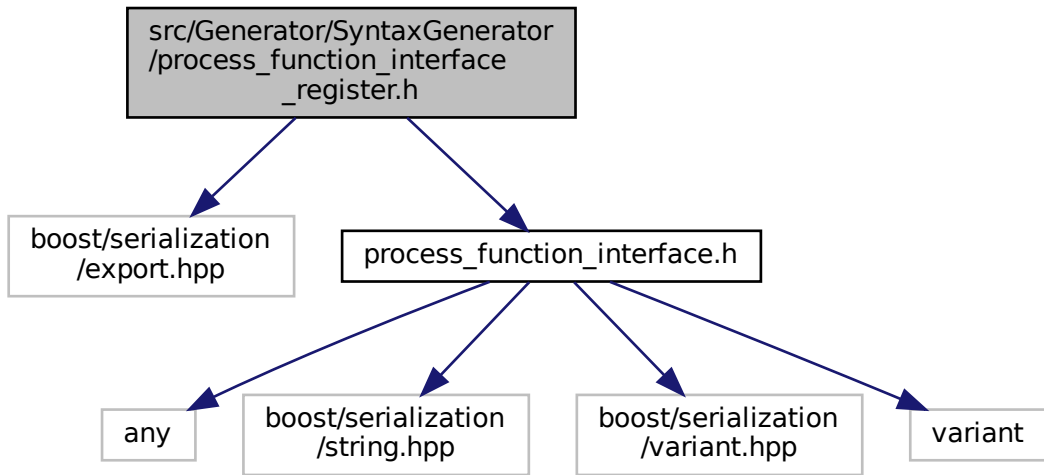 src/Generator/SyntaxGenerator
/process_function_interface
_register.h
boost/serialization
/export.hpp
process_function_interface.h
any
boost/serialization
/string.hpp
boost/serialization
/variant.hpp
variant